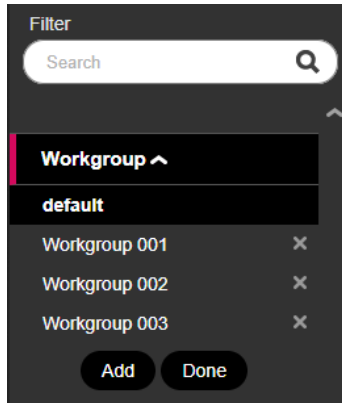 Filter
Search
Workgroup
default
Workgroup 001
Workgroup 002
Workgroup 003
Add Done